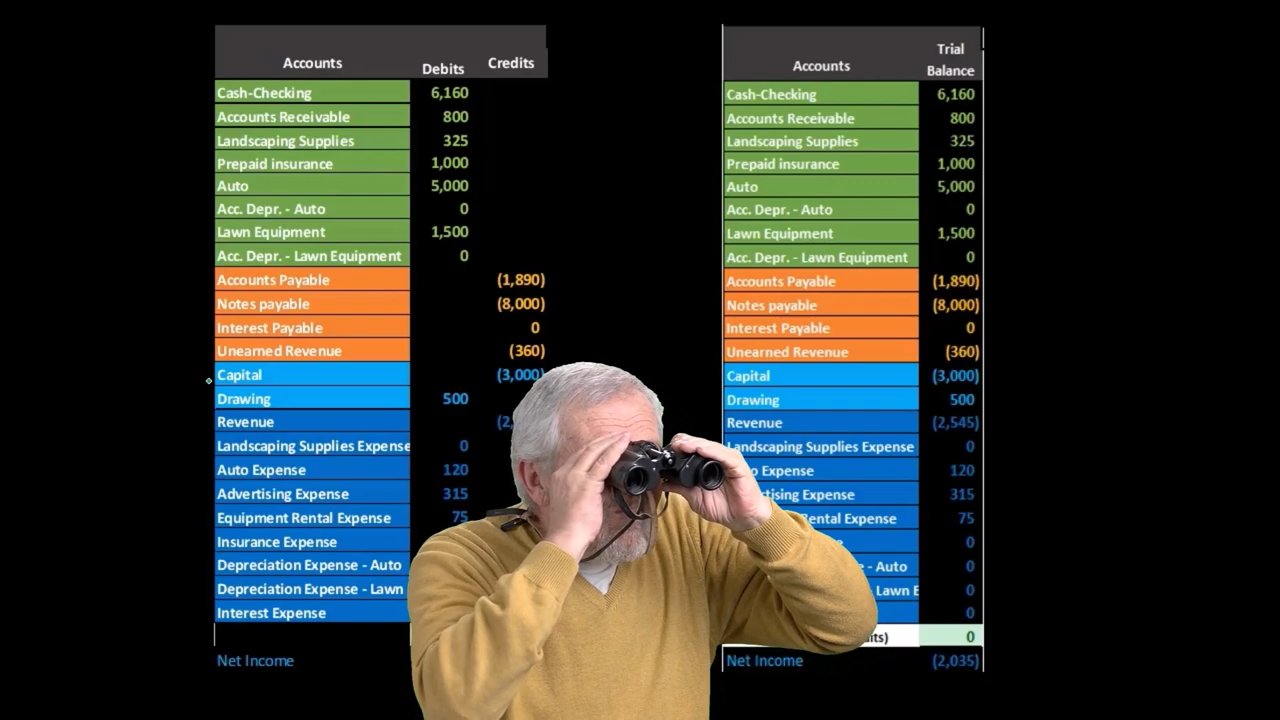 Accounts Debits Credits
Cash-Checking 6,160
Accounts Receivable 800
Landscaping Supplies 325
Prepaid insurance 1,000
Auto 5,000
Acc. Depr. - Auto 0
Lawn Equipment 1,500
Acc. Depr. - Lawn Equipment 0
Accounts Payable (1,890)
Notes payable (8,000)
Interest Payable 0
Unearned Revenue (360)
Capital (3,000)
Drawing 500
Revenue (2,
Landscaping Supplies Expense 0
Auto Expense 120
Advertising Expense 315
Equipment Rental Expense 75
Insurance Expense
Depreciation Expense - Auto
Depreciation Expense - Lawn
Interest Expense
Net Income
Accounts Trial
Balance
Cash-Checking 6,160
Accounts Receivable 800
Landscaping Supplies 325
Prepaid insurance 1,000
Auto 5,000
Acc. Depr. - Auto 0
Lawn Equipment 1,500
Acc. Depr. - Lawn Equipment 0
Accounts Payable (1,890)
Notes payable (8,000)
Interest Payable 0
Unearned Revenue (360)
Capital (3,000)
Drawing 500
Revenue (2,545)
Landscaping Supplies Expense 0
Expense 120
Expense 315
Rental Expense 75
0
- Auto 0
Lawn E 0
0
0
Net Income (2,035)